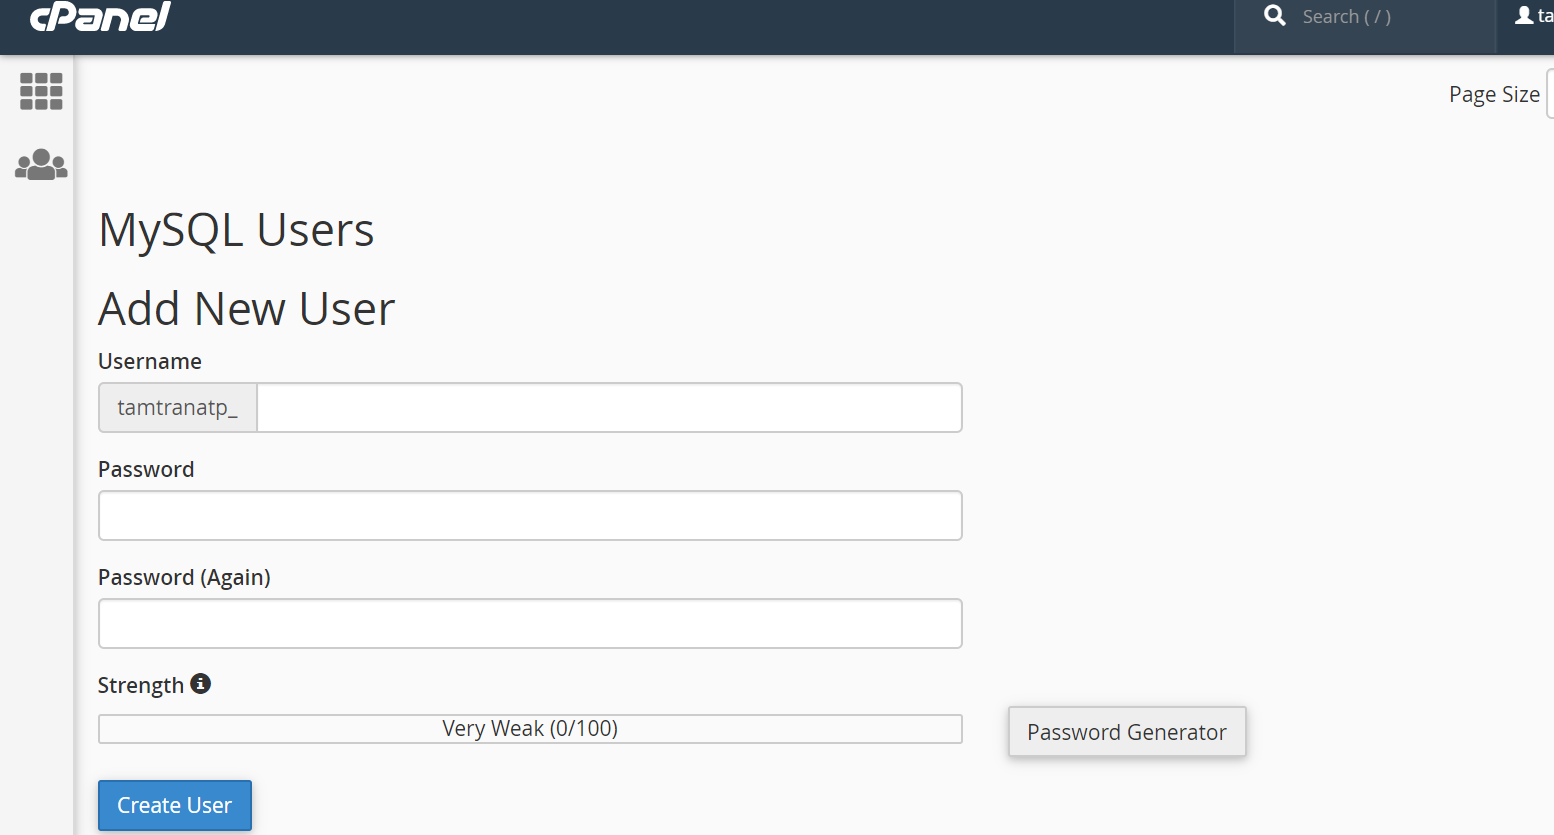 cPanel
Search ( / )
ta
Page Size
MySQL Users
Add New User
Username
tamtranatp_
Password
Password (Again)
Strength
Very Weak (0/100)
Password Generator
Create User